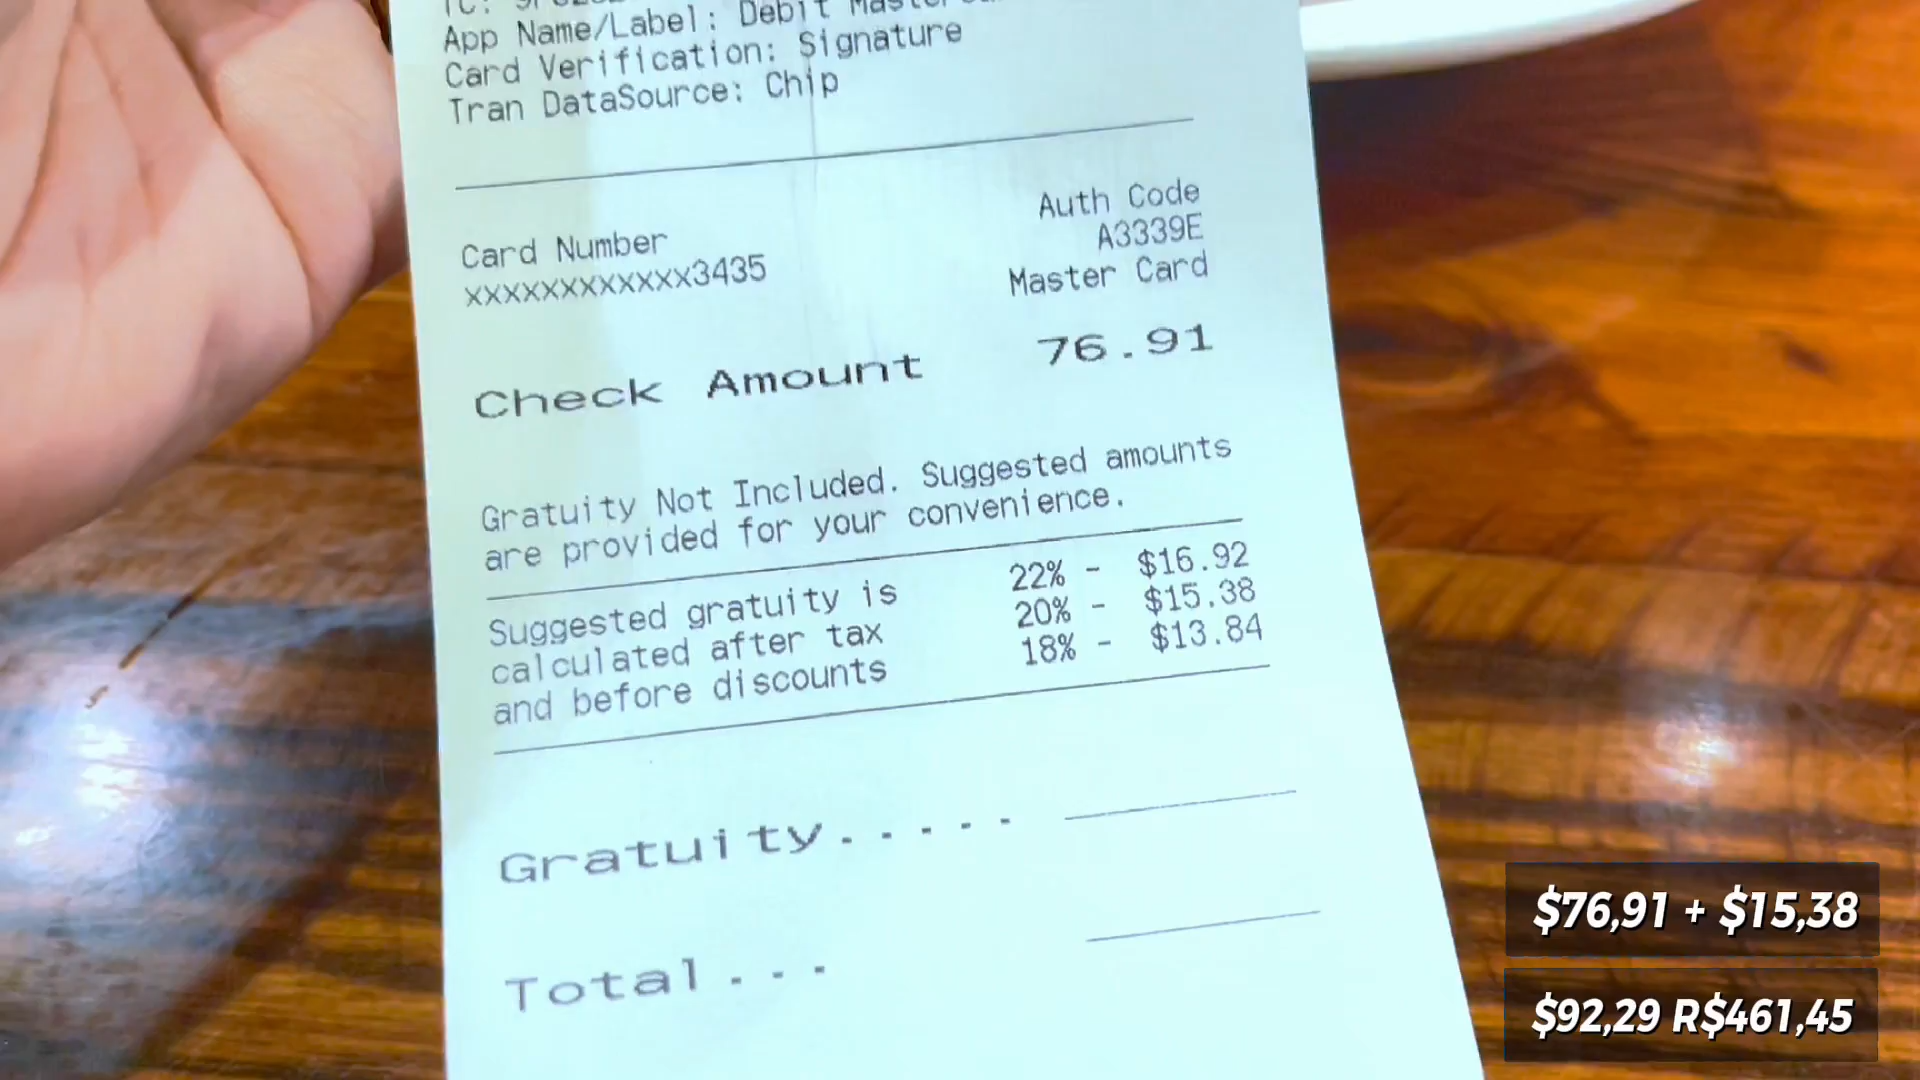 App Name/Label: Debit
Card Verification: Signature
Tran DataSource: Chip
Auth Code
Card Number A3339E
xxxxxxxxxxxx3435 Master Card
Check Amount 76.91
Gratuity Not Included. Suggested amounts
are provided for your convenience.
Suggested gratuity is 22% - $16.92
calculated after tax 20% - $15.38
and before discounts 18% - $13.84
Gratuity.....
Total...
$76,91 + $15,38
$92,29 R$461,45